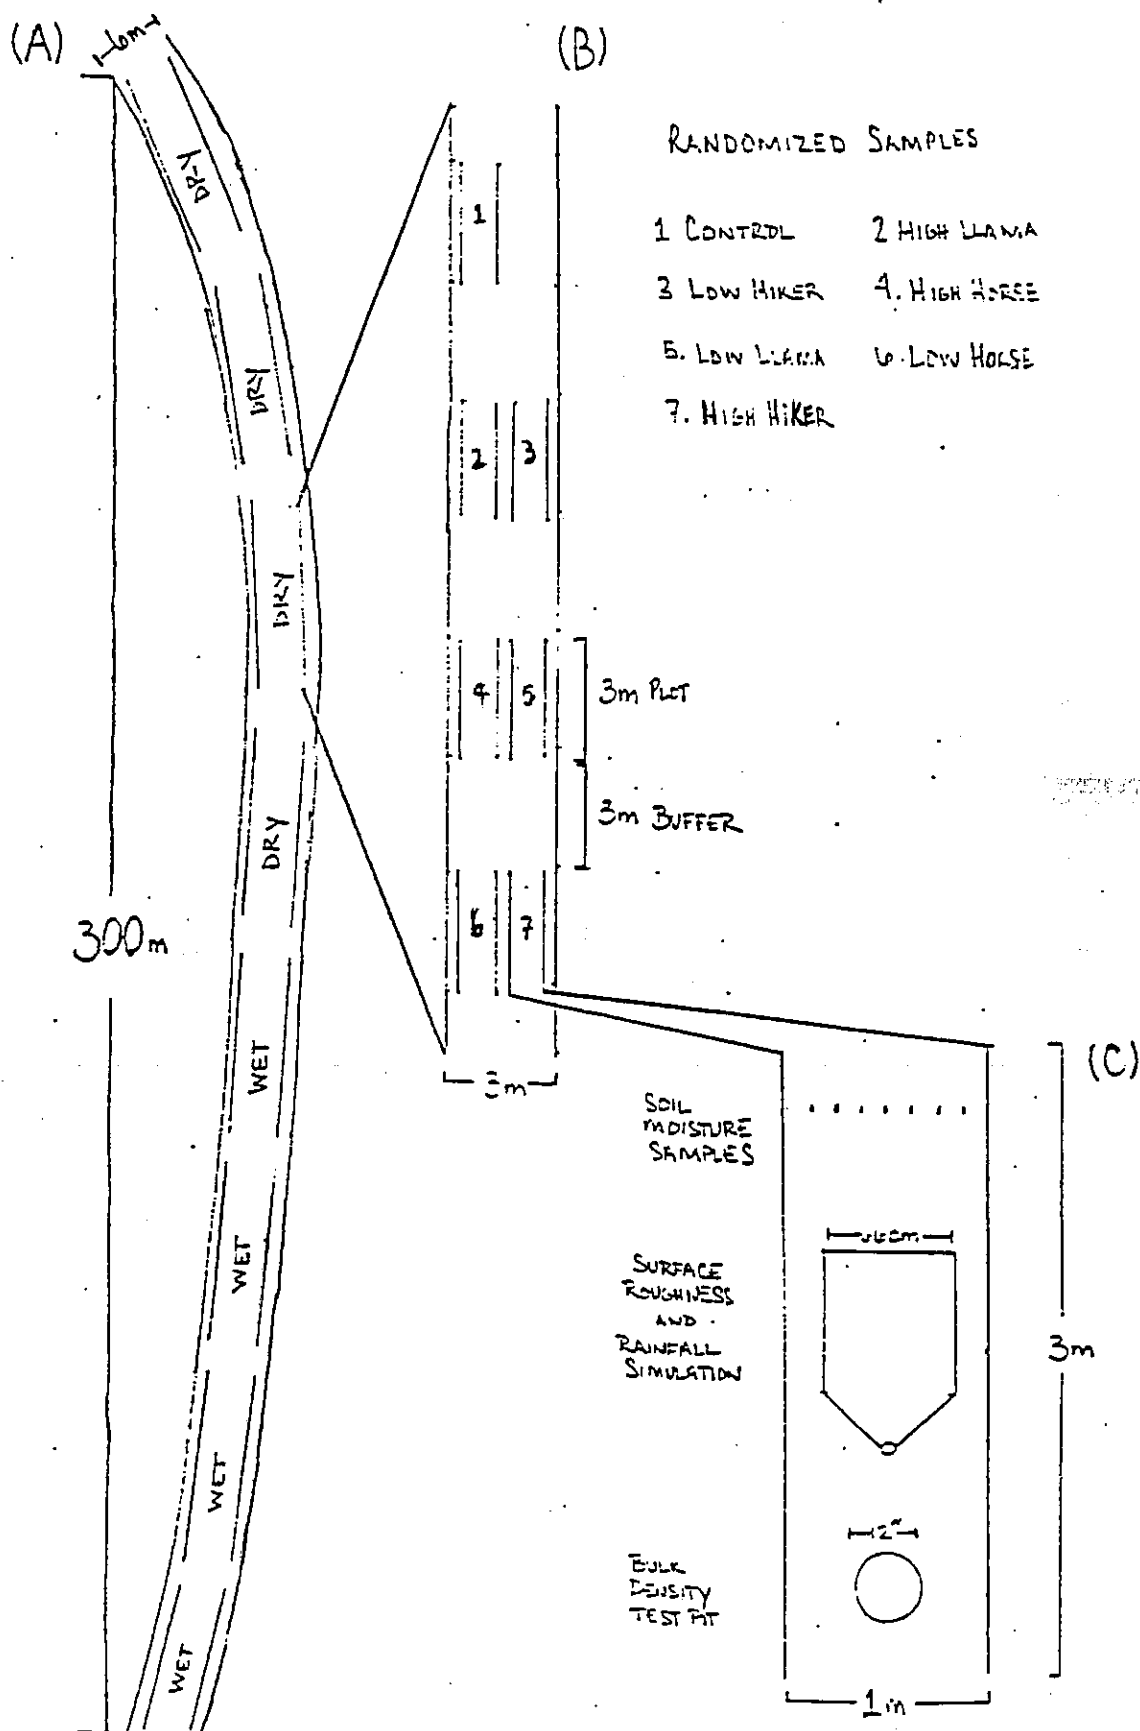 (A)
6m
DRY
DRY
DRY
DRY
WET
WET
WET
WET
300m
(B)
RANDOMIZED SAMPLES
1 CONTROL 2 HIGH LLAMA
3 LOW HIKER 4. HIGH HORSE
5. LOW LLAMA 6. LOW HORSE
7. HIGH HIKER
1
2 3
4 5
3m PLOT
3m BUFFER
6 7
3m
(C)
SOIL
MOISTURE
SAMPLES
SURFACE
ROUGHNESS
AND
RAINFALL
SIMULATION
3m
2"
BULK
DENSITY
TEST PIT
1m